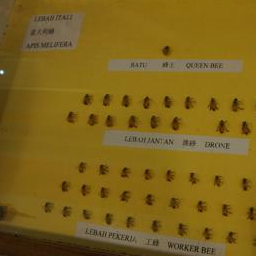 LEBAH ITALI
意大利蜂
APIS MELIFERA
RATU 蜂王 QUEEN BEE
LEBAH JANTAN 雄蜂 DRONE
LEBAH PEKERJA 工蜂 WORKER BEE